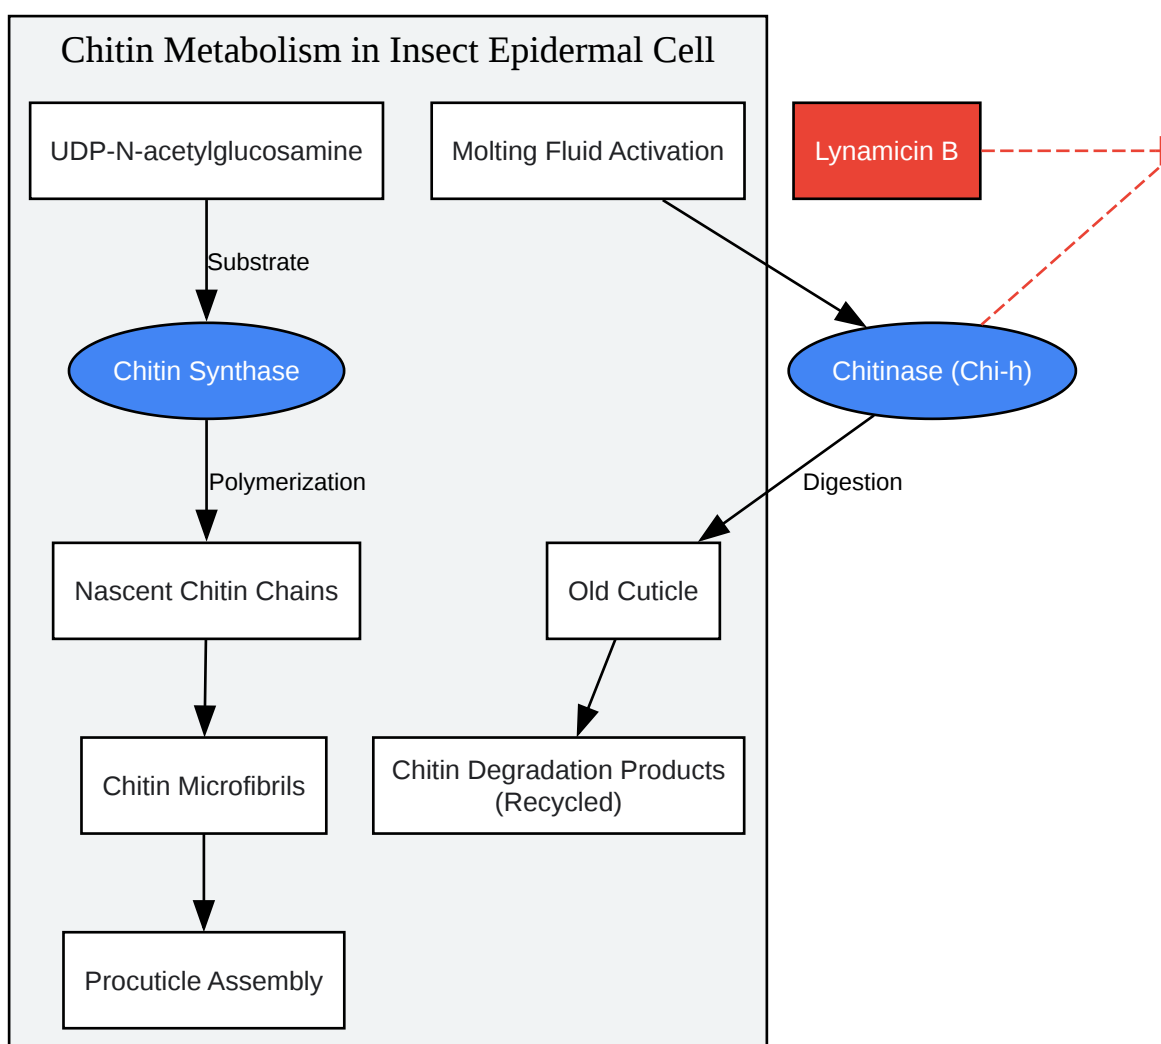 Chitin Metabolism in Insect Epidermal Cell
UDP-N-acetylglucosamine
Molting Fluid Activation
Lynamicin B
Substrate
Chitin Synthase
Chitinase (Chi-h)
Polymerization
Digestion
Nascent Chitin Chains
Old Cuticle
Chitin Microfibrils
Chitin Degradation Products
(Recycled)
Procuticle Assembly